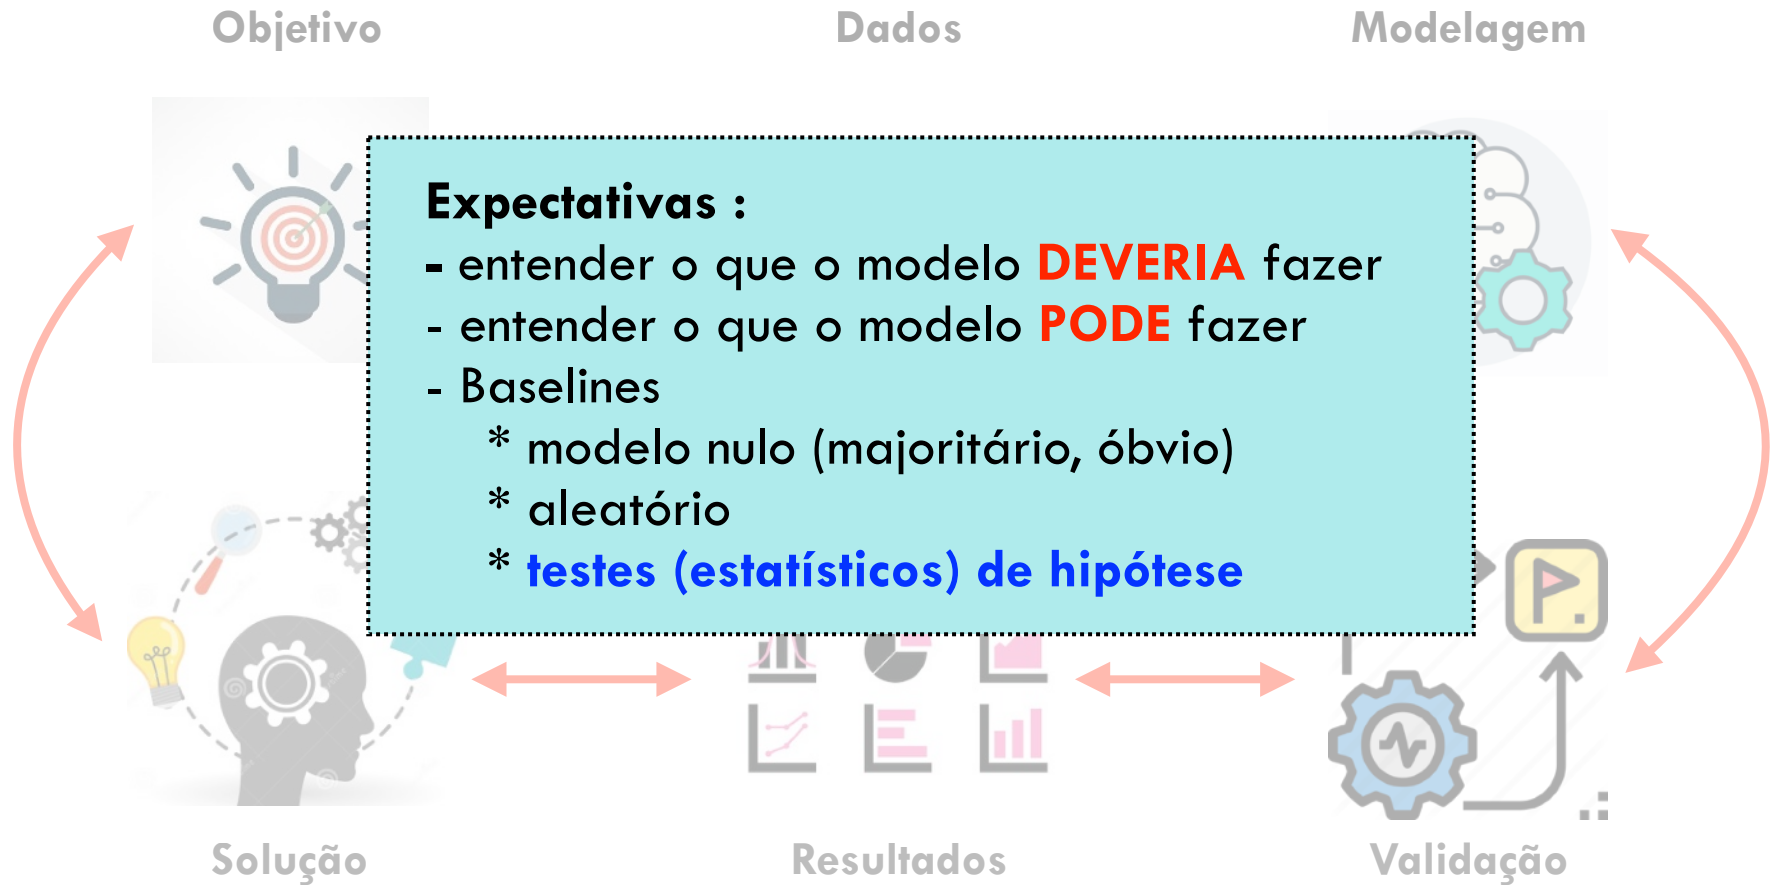 Objetivo
Dados
Modelagem
Expectativas :
- entender o que o modelo DEVERIA fazer
- entender o que o modelo PODE fazer
- Baselines
* modelo nulo (majoritário, óbvio)
* aleatório
* testes (estatísticos) de hipótese
Solução
Resultados
Validação